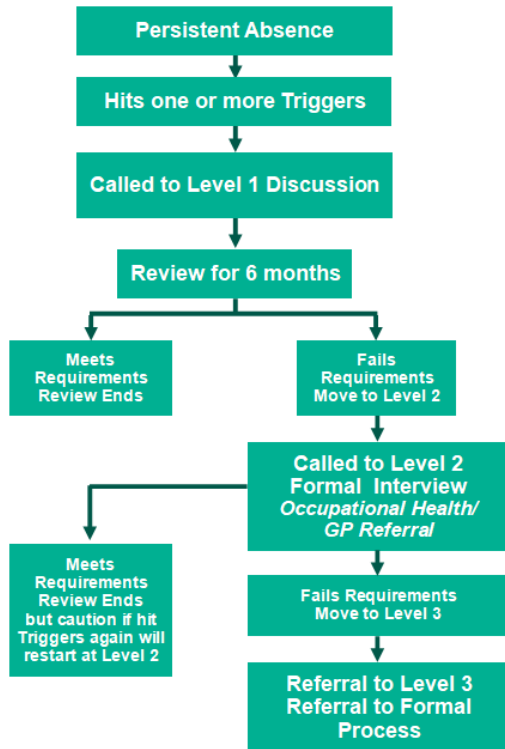 Persistent Absence
Hits one or more Triggers
Called to Level 1 Discussion
Review for 6 months
Meets
Requirements
Review Ends
Fails
Requirements
Move to Level 2
Called to Level 2
Formal Interview
Occupational Health/
GP Referral
Meets
Requirements
Review Ends
but caution if hit
Triggers again will
restart at Level 2
Fails Requirements
Move to Level 3
Referral to Level 3
Referral to Formal
Process